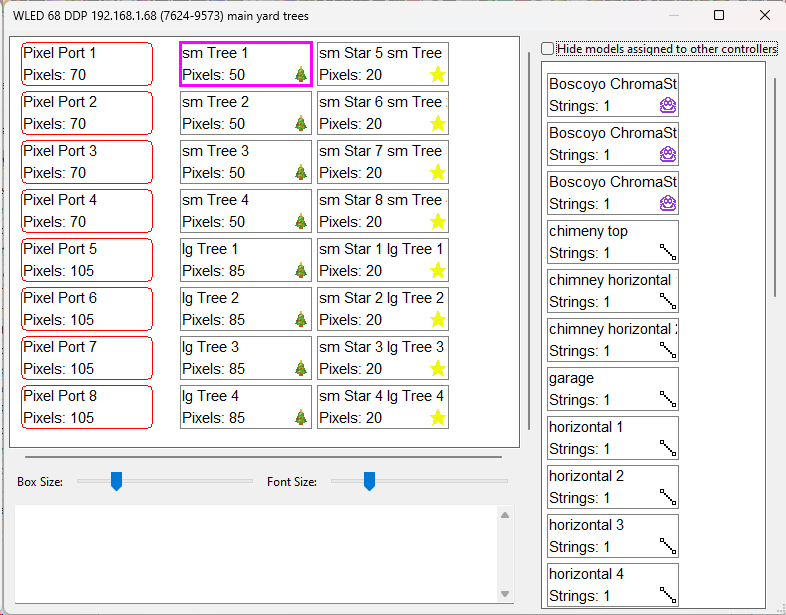 WLED 68 DDP 192.168.1.68 (7624-9573) main yard trees
Pixel Port 1
Pixels: 70
sm Tree 1
Pixels: 50
sm Star 5 sm Tree
Pixels: 20
Pixel Port 2
Pixels: 70
sm Tree 2
Pixels: 50
sm Star 6 sm Tree
Pixels: 20
Pixel Port 3
Pixels: 70
sm Tree 3
Pixels: 50
sm Star 7 sm Tree
Pixels: 20
Pixel Port 4
Pixels: 70
sm Tree 4
Pixels: 50
sm Star 8 sm Tree
Pixels: 20
Pixel Port 5
Pixels: 105
lg Tree 1
Pixels: 85
sm Star 1 lg Tree 1
Pixels: 20
Pixel Port 6
Pixels: 105
lg Tree 2
Pixels: 85
sm Star 2 lg Tree 2
Pixels: 20
Pixel Port 7
Pixels: 105
lg Tree 3
Pixels: 85
sm Star 3 lg Tree 3
Pixels: 20
Pixel Port 8
Pixels: 105
lg Tree 4
Pixels: 85
sm Star 4 lg Tree 4
Pixels: 20
Box Size:
Font Size:
Hide models assigned to other controllers
Boscoyo ChromaSt
Strings: 1
Boscoyo ChromaSt
Strings: 1
Boscoyo ChromaSt
Strings: 1
chimeny top
Strings: 1
chimney horizontal
Strings: 1
chimney horizontal 2
Strings: 1
garage
Strings: 1
horizontal 1
Strings: 1
horizontal 2
Strings: 1
horizontal 3
Strings: 1
horizontal 4
Strings: 1